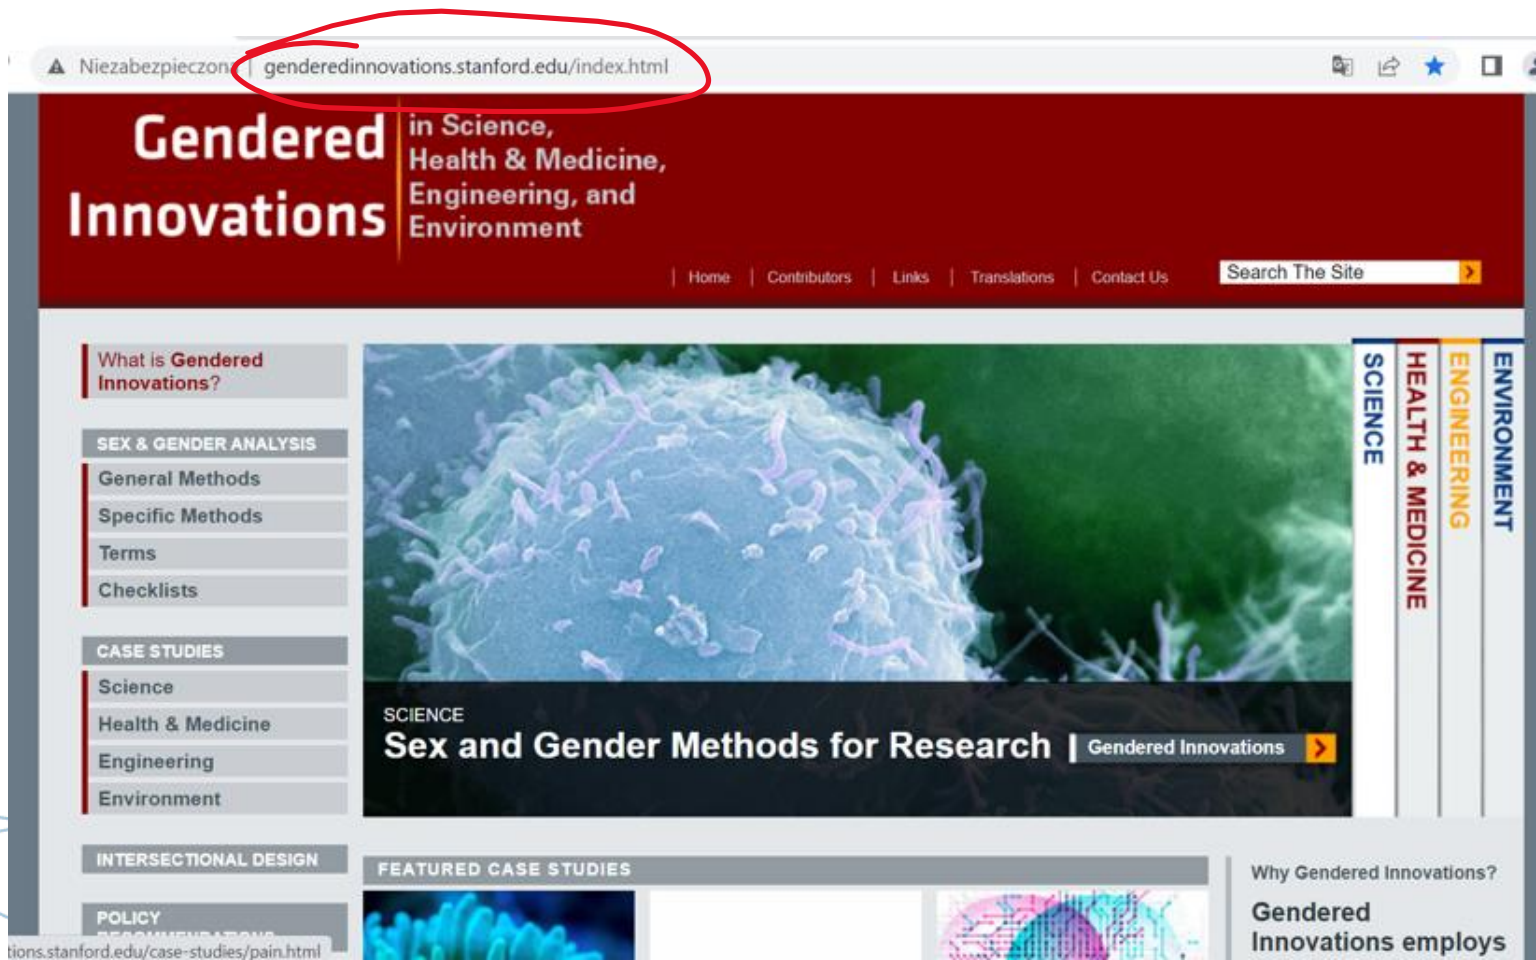 Niezabezpieczona
genderedinnovations.stanford.edu/index.html
Gendered
Innovations
in Science,
Health & Medicine,
Engineering, and
Environment
Home
Contributors
Links
Translations
Contact Us
Search The Site
What is Gendered
Innovations?
SEX & GENDER ANALYSIS
General Methods
Specific Methods
Terms
Checklists
CASE STUDIES
Science
Health & Medicine
Engineering
Environment
INTERSECTIONAL DESIGN
POLICY
RECOMMENDATIONS
SCIENCE
HEALTH & MEDICINE
ENGINEERING
ENVIRONMENT
SCIENCE
Sex and Gender Methods for Research
Gendered Innovations
FEATURED CASE STUDIES
Why Gendered Innovations?
Gendered
Innovations employs
tions.stanford.edu/case-studies/pain.html